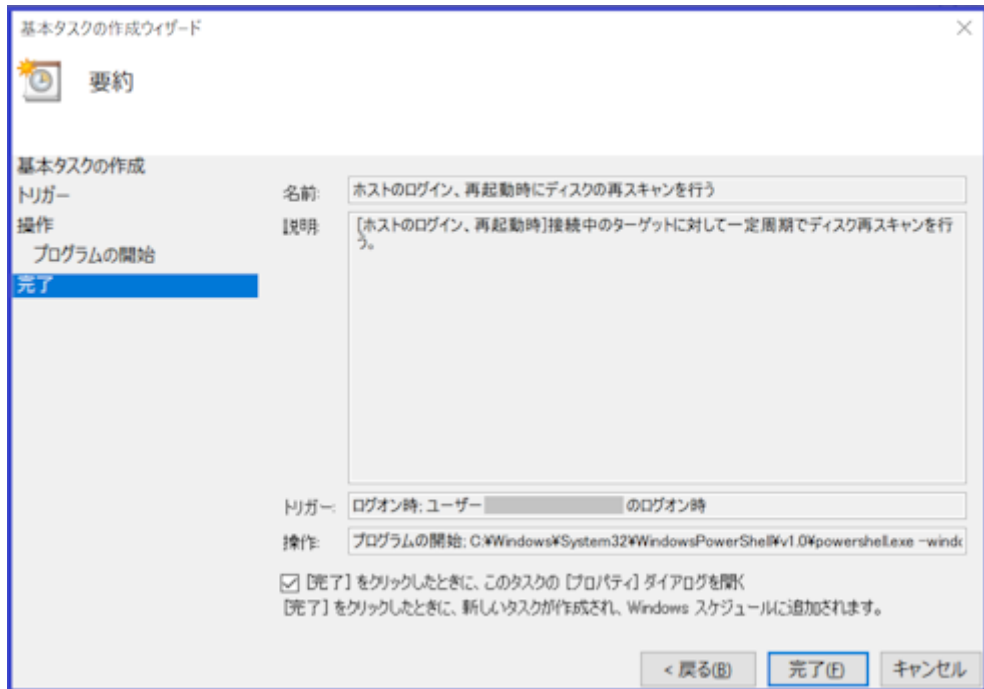 基本タスクの作成ウィザード
要約
基本タスクの作成
トリガー
操作
プログラムの開始
完了
名前:
ホストのログイン、再起動時にディスクの再スキャンを行う
説明:
[ホストのログイン、再起動時]接続中のターゲットに対して一定周期でディスク再スキャンを行
う。
トリガー:
ログオン時; ユーザー のログオン時
操作:
プログラムの開始; C:¥Windows¥System32¥WindowsPowerShell¥v1.0¥powershell.exe -windo
[完了] をクリックしたときに、このタスクの [プロパティ] ダイアログを開く
[完了] をクリックしたときに、新しいタスクが作成され、Windows スケジュールに追加されます。
< 戻る(B)
完了(F)
キャンセル